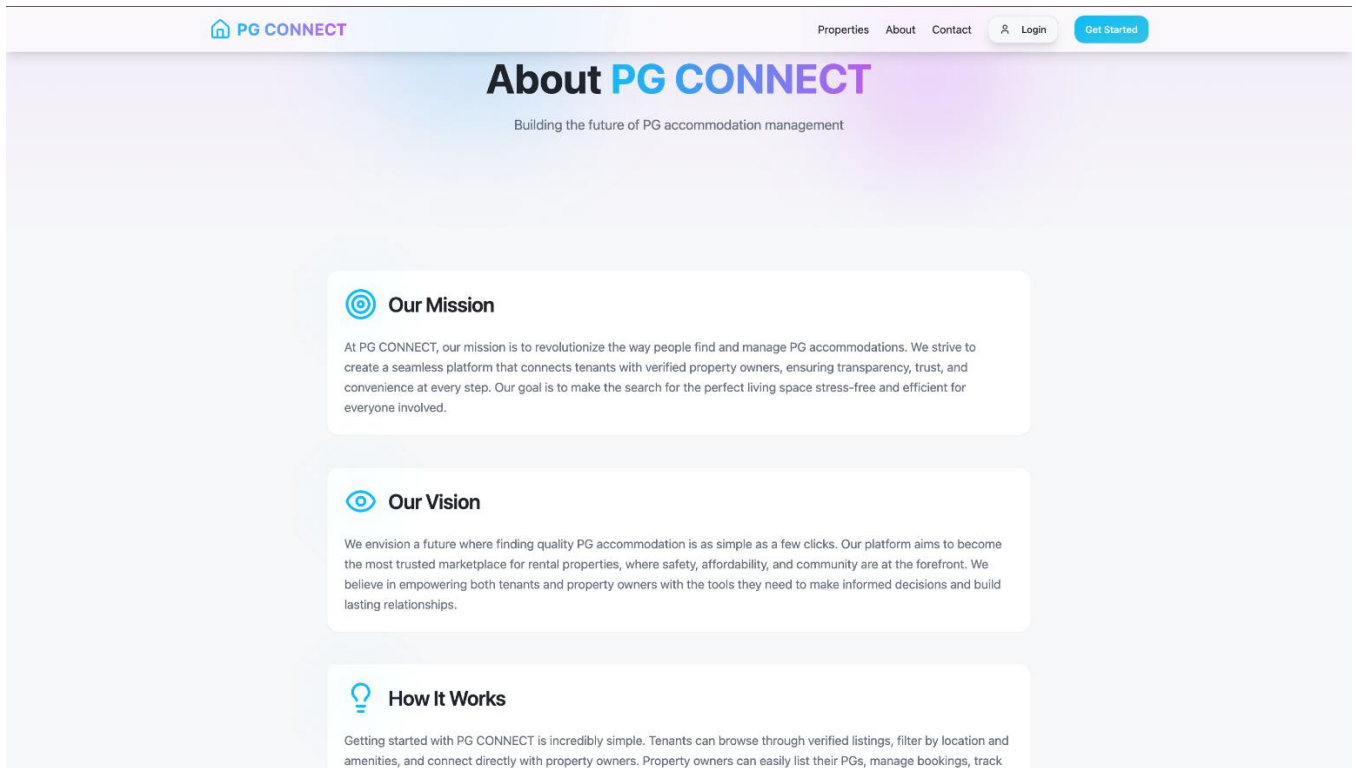 PG CONNECT
Properties
About
Contact
Login
Get Started
About PG CONNECT
Building the future of PG accommodation management
Our Mission
At PG CONNECT, our mission is to revolutionize the way people find and manage PG accommodations. We strive to
create a seamless platform that connects tenants with verified property owners, ensuring transparency, trust, and
convenience at every step. Our goal is to make the search for the perfect living space stress-free and efficient for
everyone involved.
Our Vision
We envision a future where finding quality PG accommodation is as simple as a few clicks. Our platform aims to become
the most trusted marketplace for rental properties, where safety, affordability, and community are at the forefront. We
believe in empowering both tenants and property owners with the tools they need to make informed decisions and build
lasting relationships.
How It Works
Getting started with PG CONNECT is incredibly simple. Tenants can browse through verified listings, filter by location and
amenities, and connect directly with property owners. Property owners can easily list their PGs, manage bookings, track